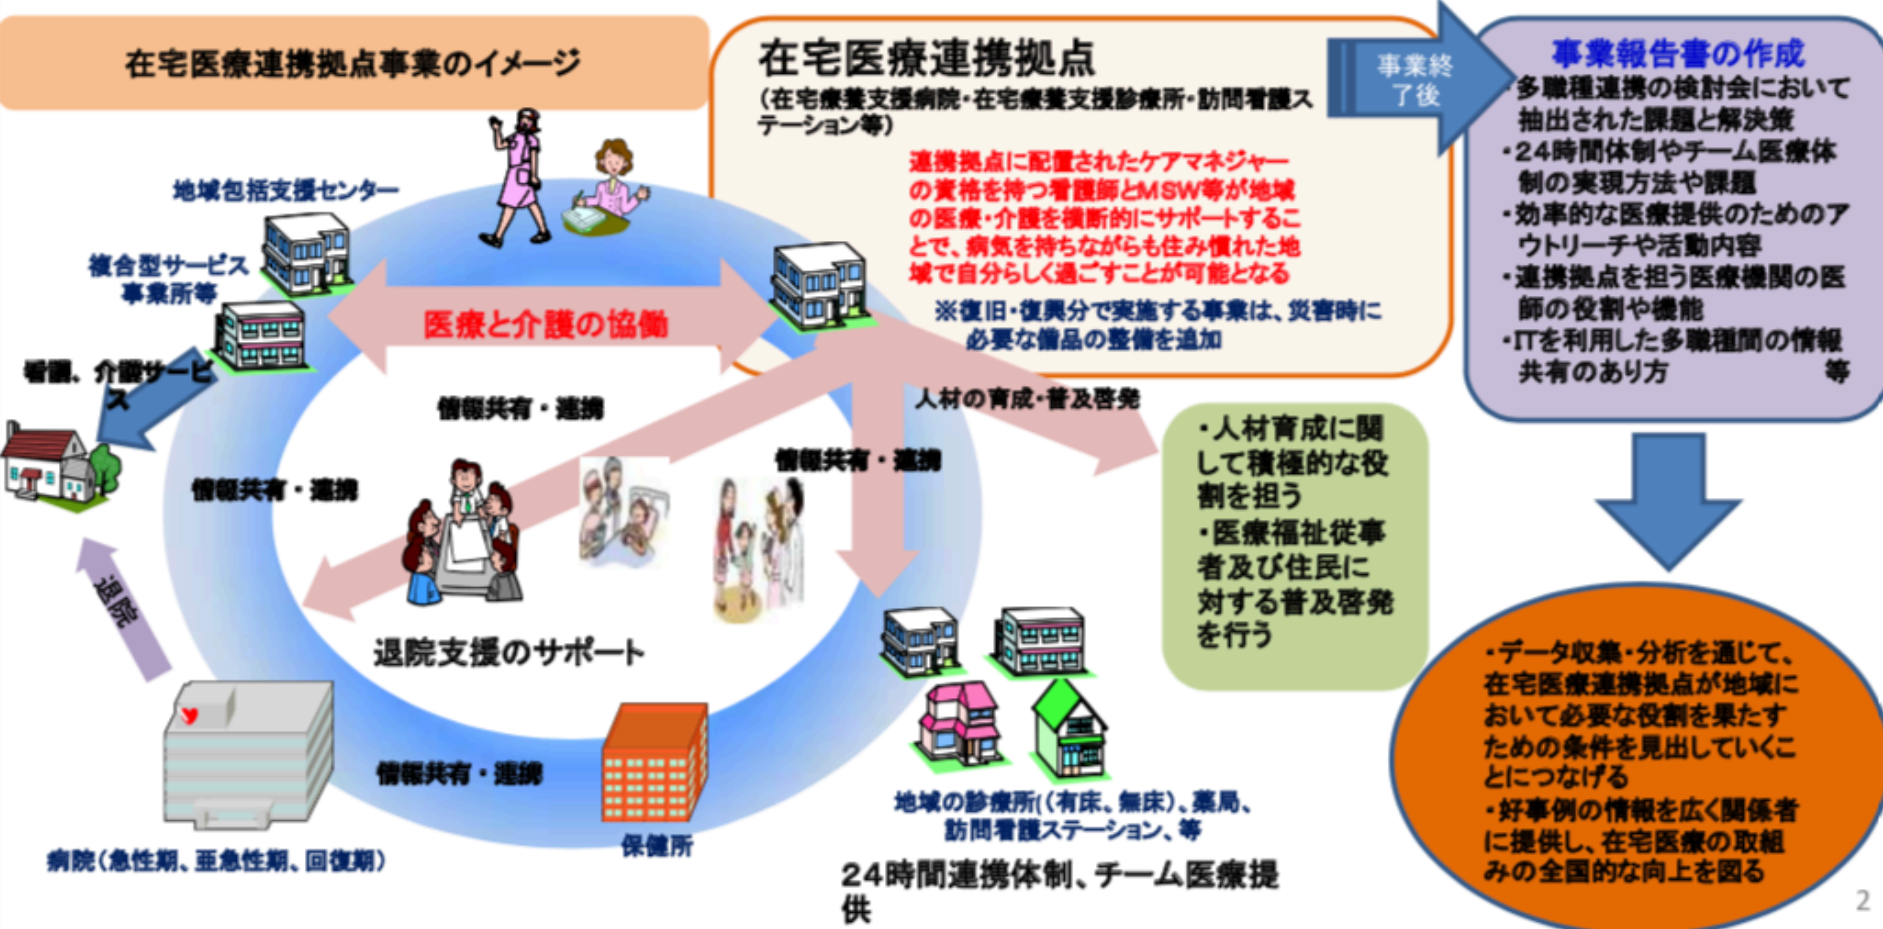 在宅医療連携拠点事業のイメージ
在宅医療連携拠点
（在宅療養支援病院・在宅療養支援診療所・訪問看護ス
テーション等）
連携拠点に配置されたケアマネジャー
の資格を持つ看護師とMSW等が地域
の医療・介護を横断的にサポートするこ
とで、病気を持ちながらも住み慣れた地
域で自分らしく過ごすことが可能となる
※復旧・復興分で実施する事業は、災害時に
必要な備品の整備を追加
事業終
了後
事業報告書の作成
・多職種連携の検討会において
抽出された課題と解決策
・24時間体制やチーム医療体
制の実現方法や課題
・効率的な医療提供のためのア
ウトリーチや活動内容
・連携拠点を担う医療機関の医
師の役割や機能
・ITを利用した多職種間の情報
共有のあり方 等
地域包括支援センター
複合型サービス
事業所等
医療と介護の協働
看護、介護サービ
ス
情報共有・連携
人材の育成・普及啓発
情報共有・連携
情報共有・連携
・人材育成に関
して積極的な役
割を担う
・医療福祉従事
者及び住民に
対する普及啓発
を行う
退院
退院支援のサポート
情報共有・連携
病院（急性期、亜急性期、回復期）
保健所
地域の診療所(（有床、無床）、薬局、
訪問看護ステーション、等
24時間連携体制、チーム医療提
供
・データ収集・分析を通じて、
在宅医療連携拠点が地域に
おいて必要な役割を果たす
ための条件を見出していくこ
とにつなげる
・好事例の情報を広く関係者
に提供し、在宅医療の取組
みの全国的な向上を図る
2